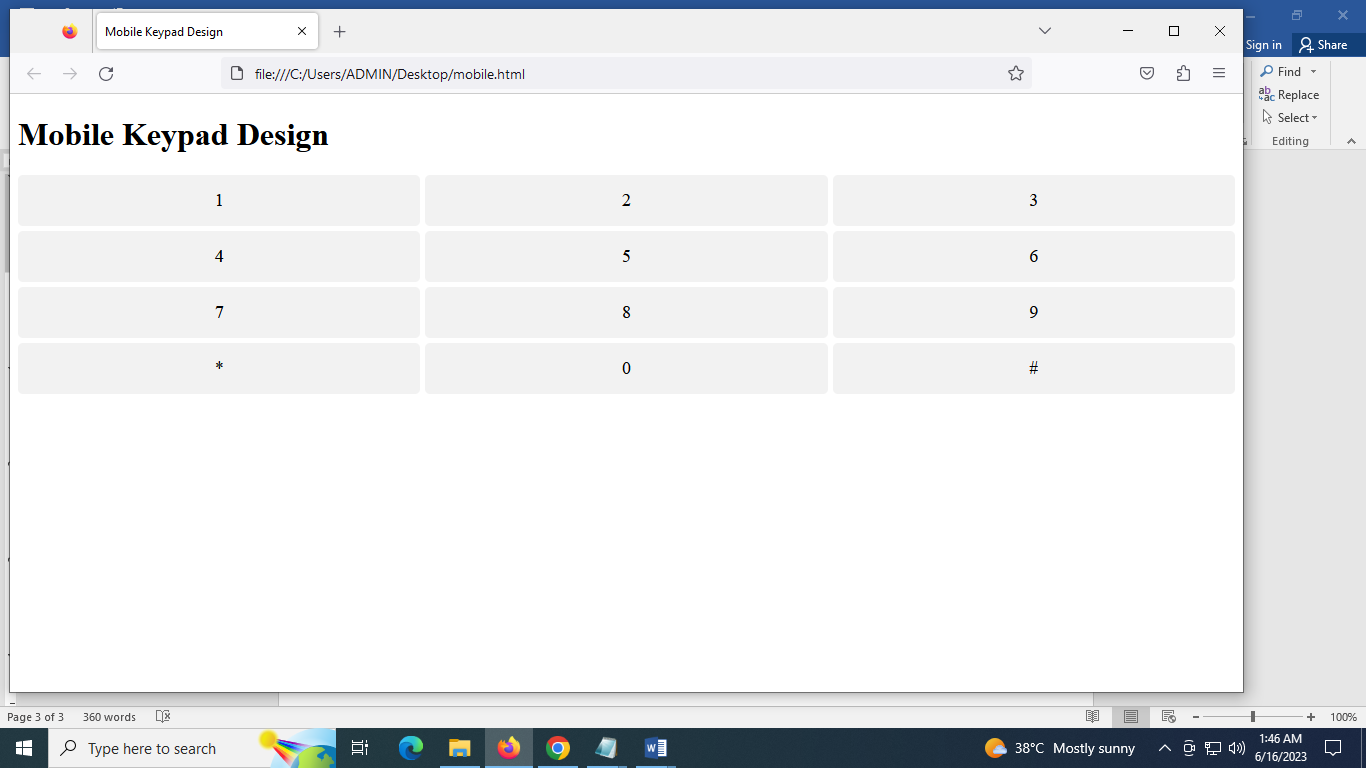 Mobile Keypad Design
Sign in
Share
file:///C:/Users/ADMIN/Desktop/mobile.html
Find
Replace
Select
Editing
Mobile Keypad Design
1 2 3
4 5 6
7 8 9
* 0 #
Page 3 of 3 360 words 100%
Type here to search
38°C Mostly sunny
1:46 AM
6/16/2023